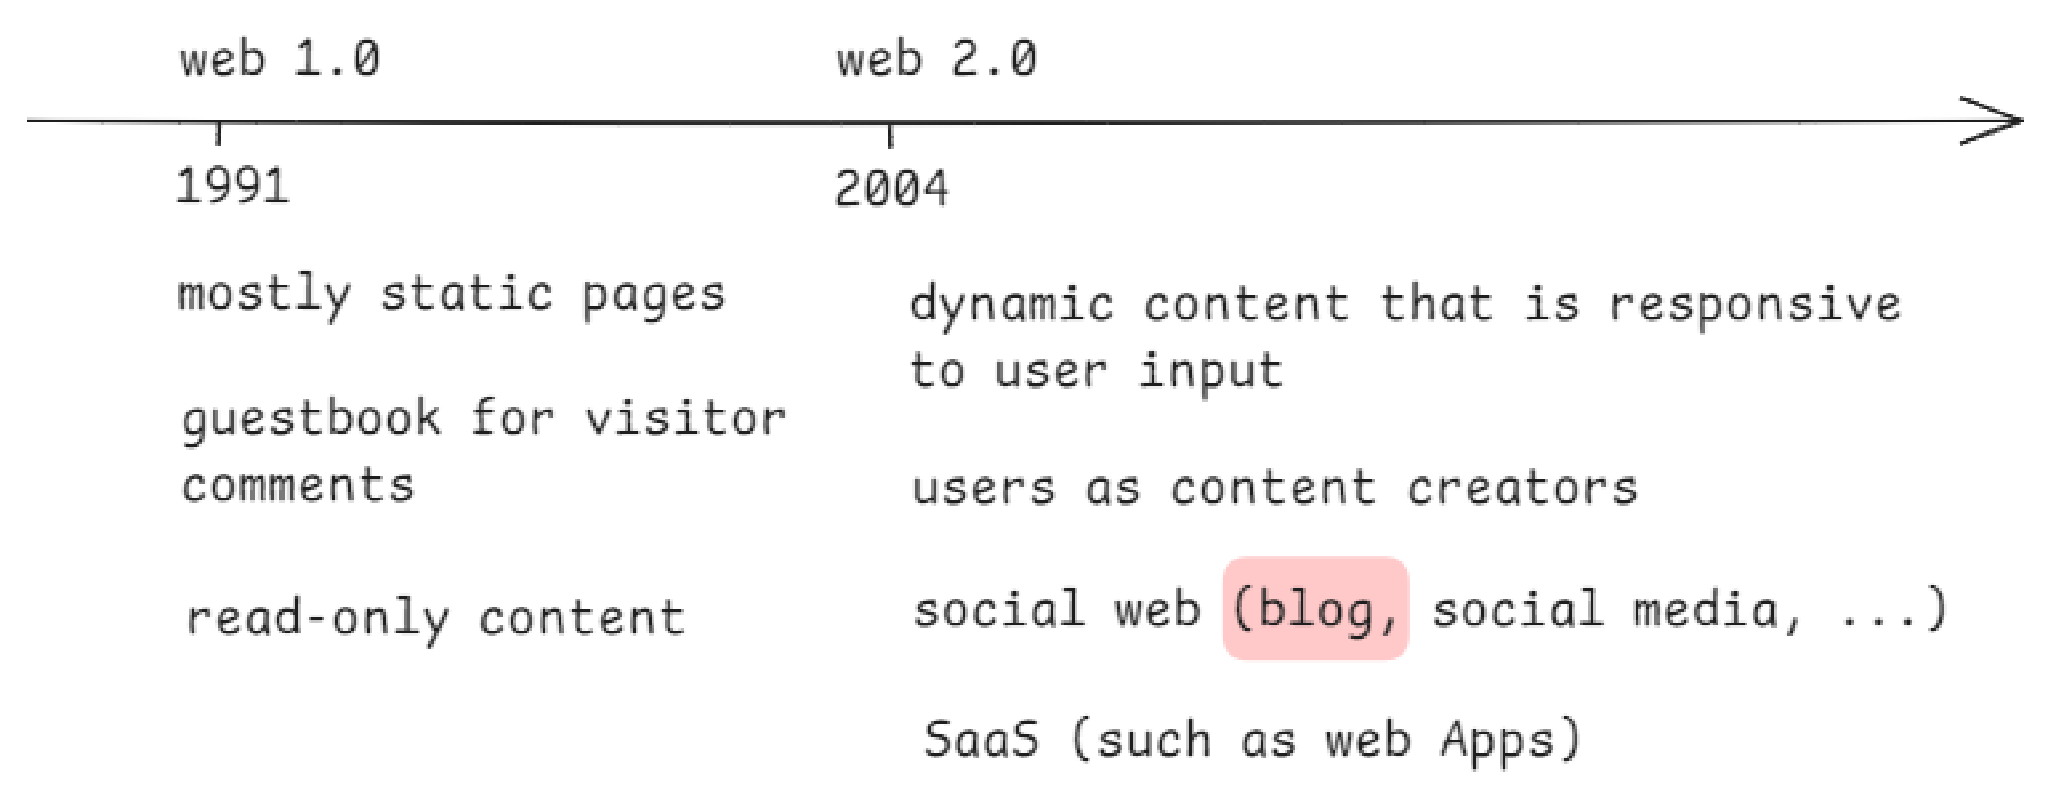 web 1.0
web 2.0
1991
2004
mostly static pages
guestbook for visitor
comments
read-only content
dynamic content that is responsive
to user input
users as content creators
social web (blog, social media, ...)
SaaS (such as web Apps)